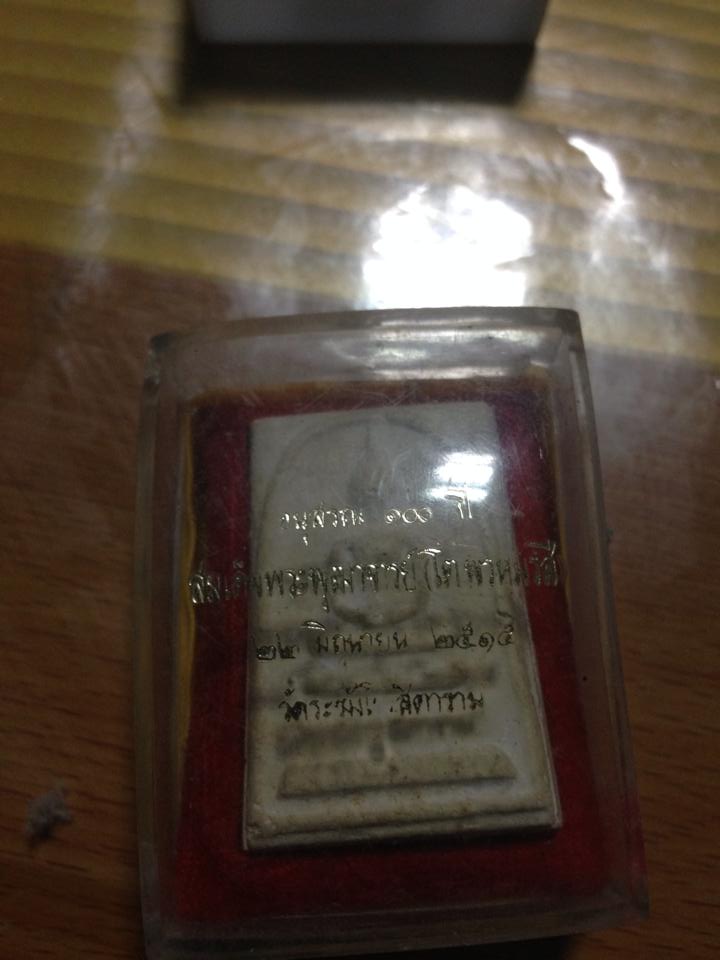 อนุสรณ์ ๑๐๐ ปี
สมเด็จพระพุฒาจารย์ (โต พรหมรังสี)
๒๒ มิถุนายน ๒๕๑๕
วัดระฆังโฆสิตาราม